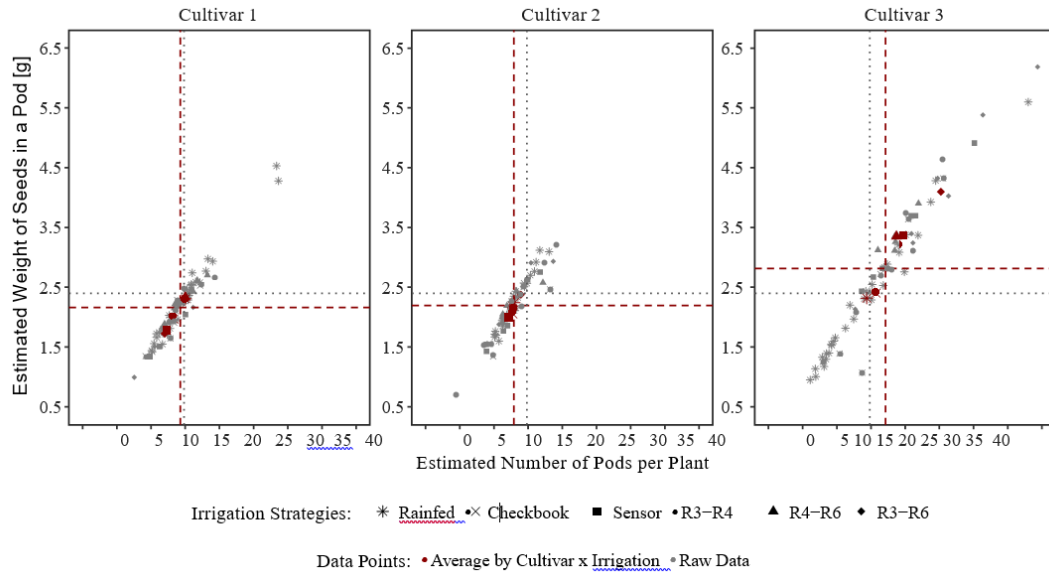 Cultivar 1 Cultivar 2 Cultivar 3
Estimated Weight of Seeds in a Pod [g]
6.5 6.5 6.5
5.5 5.5 5.5
4.5 4.5 4.5
3.5 3.5 3.5
2.5 2.5 2.5
1.5 1.5 1.5
0.5 0.5 0.5
0 5 10 15 20 25 30 35 40 0 5 10 15 20 25 30 35 40 0 5 10 15 20 25 30 35 40
Estimated Number of Pods per Plant
Irrigation Strategies: Rainfed Checkbook Sensor R3–R4 R4–R6 R3–R6
Data Points: Average by Cultivar x Irrigation Raw Data